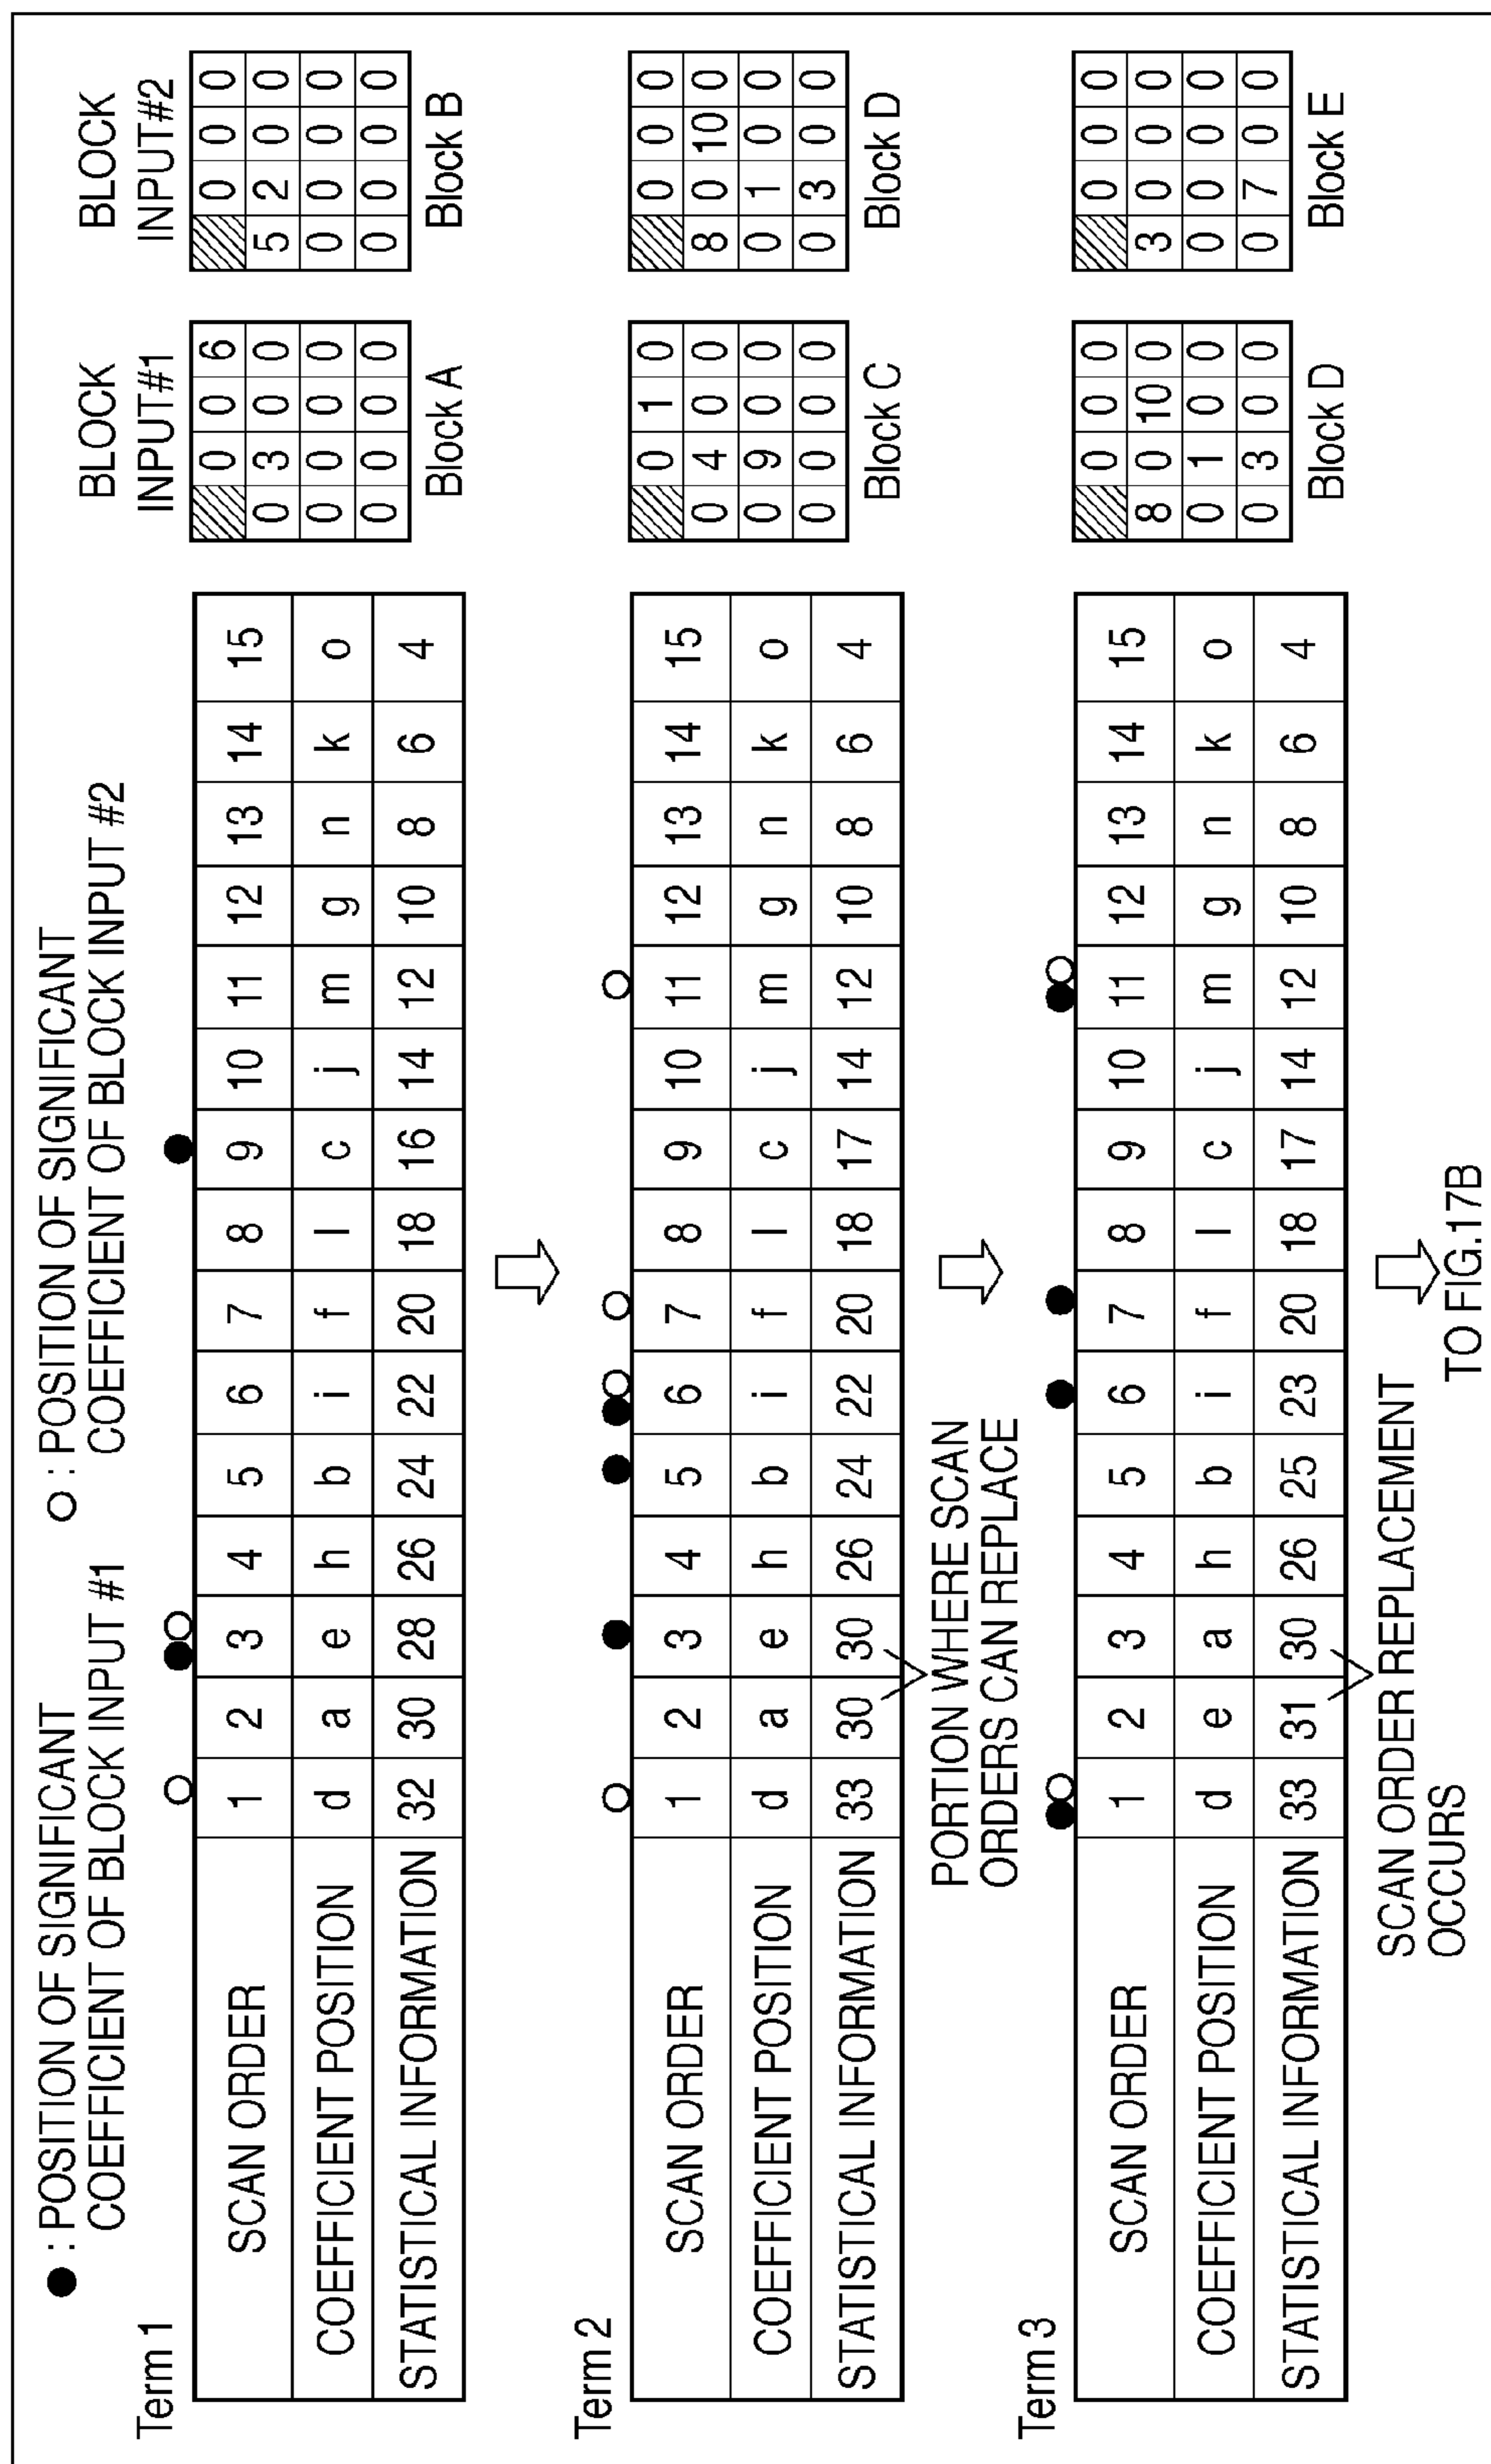 ● : POSITION OF SIGNIFICANT
COEFFICIENT OF BLOCK INPUT #1
○ : POSITION OF SIGNIFICANT
COEFFICIENT OF BLOCK INPUT #2
BLOCK
INPUT#1
BLOCK
INPUT#2
Term 1
SCAN ORDER 1 2 3 4 5 6 7 8 9 10 11 12 13 14 15
COEFFICIENT POSITION d a e h b i f l c j m g n k o
STATISTICAL INFORMATION 32 30 28 26 24 22 20 18 16 14 12 10 8 6 4
0 0 6
0 3 0 0
0 0 0 0
0 0 0 0
Block A
0 0 0
5 2 0 0
0 0 0 0
0 0 0 0
Block B
Term 2
SCAN ORDER 1 2 3 4 5 6 7 8 9 10 11 12 13 14 15
COEFFICIENT POSITION d a e h b i f l c j m g n k o
STATISTICAL INFORMATION 33 30 30 26 24 22 20 18 17 14 12 10 8 6 4
PORTION WHERE SCAN
ORDERS CAN REPLACE
0 1 0
0 4 0 0
0 9 0 0
0 0 0 0
Block C
0 0 0
8 0 10 0
0 1 0 0
0 3 0 0
Block D
Term 3
SCAN ORDER 1 2 3 4 5 6 7 8 9 10 11 12 13 14 15
COEFFICIENT POSITION d e a h b i f l c j m g n k o
STATISTICAL INFORMATION 33 31 30 26 25 23 20 18 17 14 12 10 8 6 4
SCAN ORDER REPLACEMENT
OCCURS
0 0 0
8 0 10 0
0 1 0 0
0 3 0 0
Block D
0 0 0
3 0 0 0
0 0 0 0
0 7 0 0
Block E
TO FIG.17B